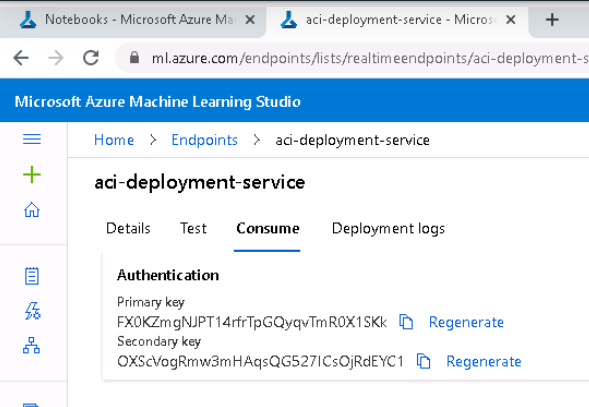 Notebooks - Microsoft Azure Ma
aci-deployment-service - Micros
ml.azure.com/endpoints/lists/realtimeendpoints/aci-deployment-s
Microsoft Azure Machine Learning Studio
Home > Endpoints > aci-deployment-service
aci-deployment-service
Details Test Consume Deployment logs
Authentication
Primary key
FX0KZmgNJPT14rfrTpGQyqvTmR0X1SKk Regenerate
Secondary key
OXScVogRmw3mHAqsQG527ICsOjRdEYC1 Regenerate